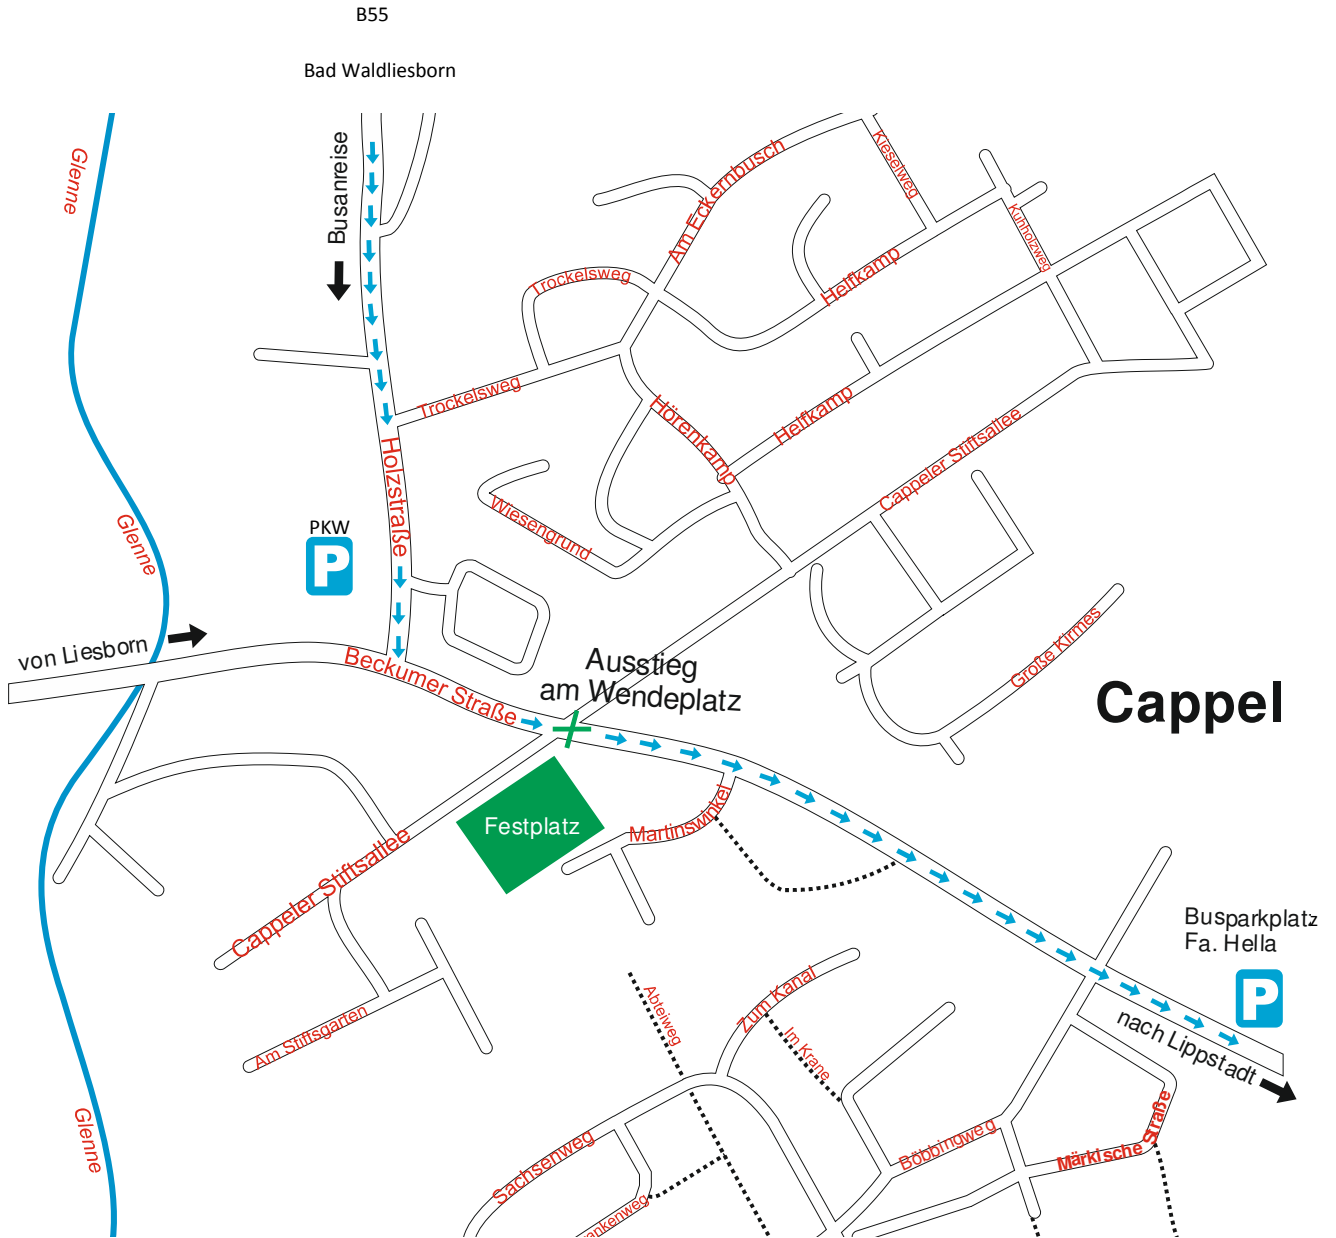 B55
Bad Waldliesborn
Busanreise
Glenne
Am Eckernbusch
Kieselweg
Kuhholzweg
Trockelsweg
Helfkamp
Trockelsweg
Hörenkamp
Helfkamp
Cappeler Stiftsallee
Holzstraße
Wiesengrund
Glenne
PKW
P
von Liesborn
Beckumer Straße
Ausstieg
am Wendeplatz
Große Kirmes
Cappel
Festplatz
Martinswinkel
Cappeler Stiftsallee
Busparkplatz
Fa. Hella
P
nach Lippstadt
Am Stiftsgarten
Abteiweg
Zum Kanal
Im Krane
Glenne
Sachsenweg
Böbbingweg
Märkische Straße
ankenweg